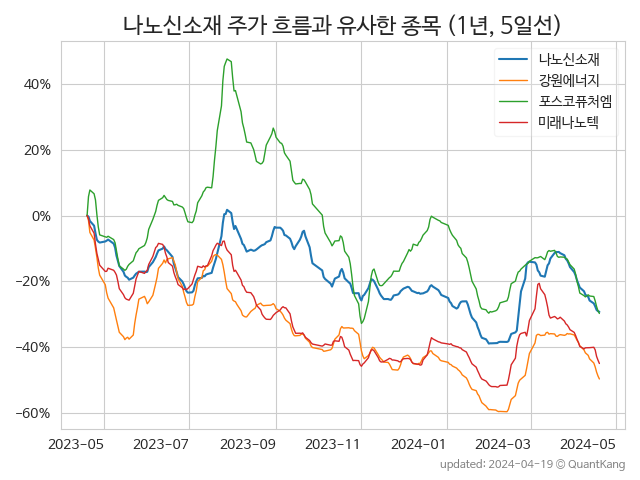 나노신소재 주가 흐름과 유사한 종목 (1년, 5일선)
나노신소재
강원에너지
포스코퓨처엠
미래나노텍
40%
20%
0%
−20%
−40%
−60%
2023-05 2023-07 2023-09 2023-11 2024-01 2024-03 2024-05
updated: 2024-04-19 © QuantKang